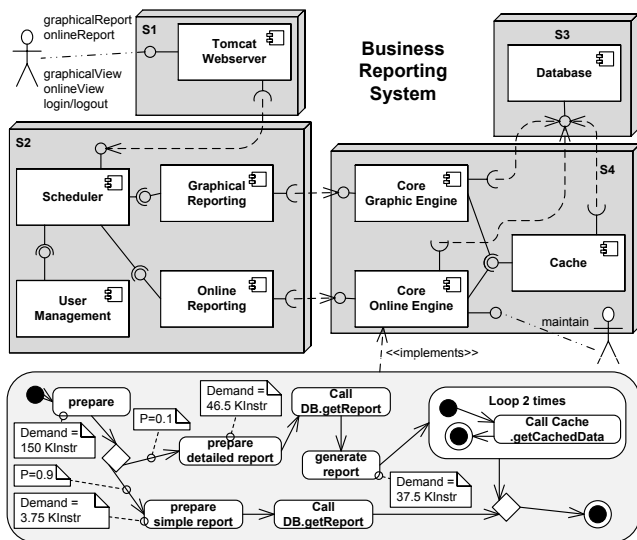 graphicalReport
onlineReport
graphicalView
onlineView
login/logout
S1
Tomcat
Webserver
Business
Reporting
System
S3
Database
S2
Scheduler
Graphical
Reporting
User
Management
Online
Reporting
S4
Core
Graphic Engine
Core
Online Engine
Cache
maintain
<<implements>>
prepare
Demand =
150 KInstr
P=0.1
Demand =
46.5 KInstr
prepare
detailed report
Call
DB.getReport
generate
report
Demand =
37.5 KInstr
Loop 2 times
Call Cache
.getCachedData
P=0.9
Demand =
3.75 KInstr
prepare
simple report
Call
DB.getReport